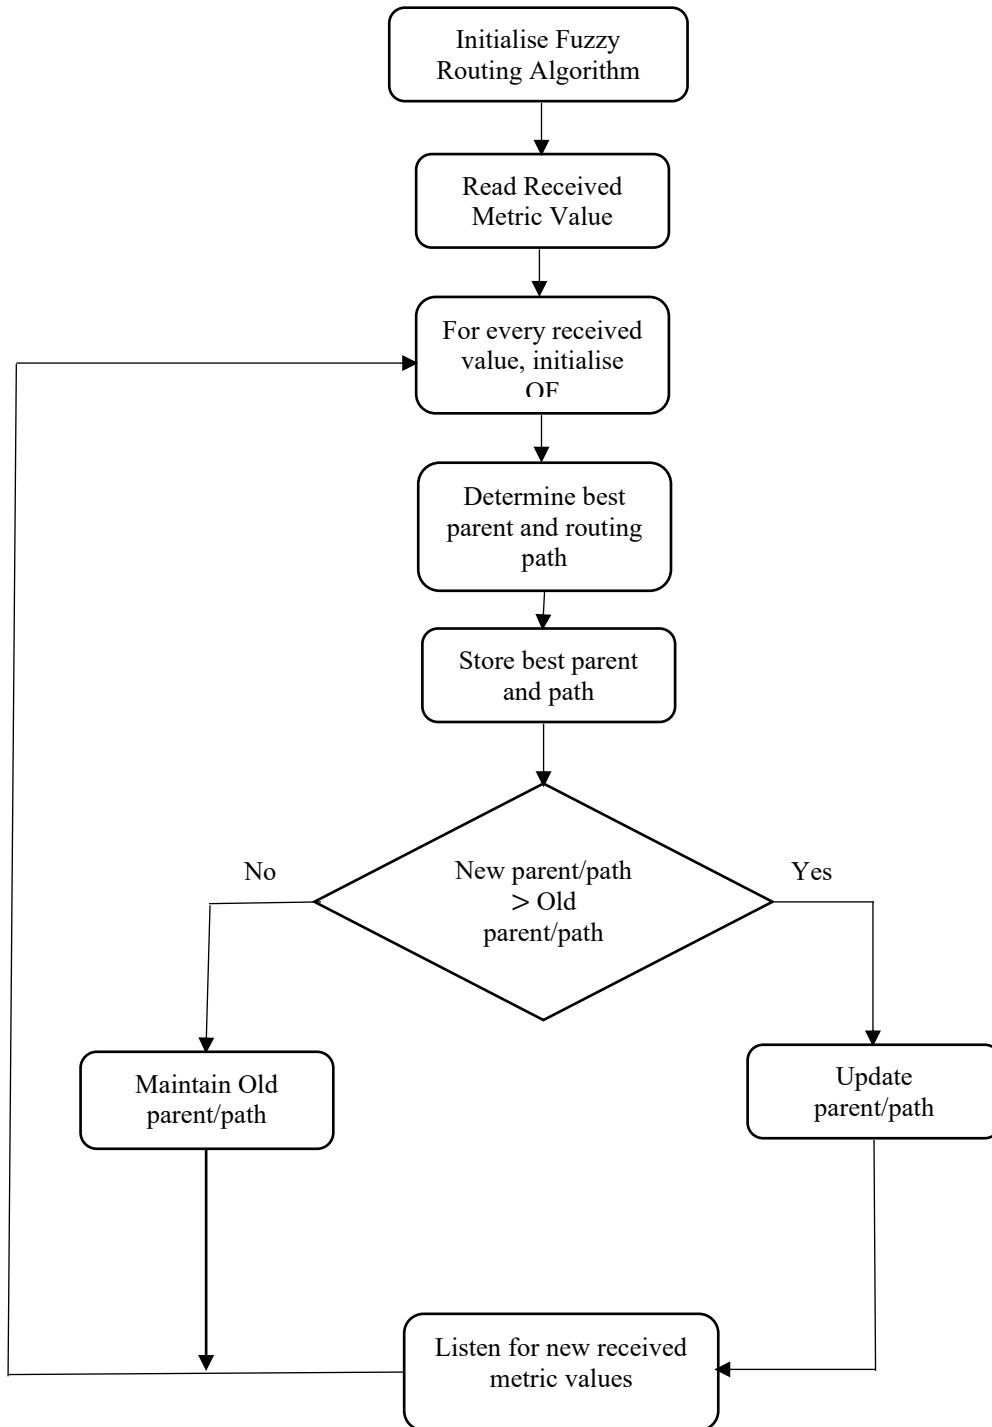 Initialise Fuzzy
Routing Algorithm
Read Received
Metric Value
For every received
value, initialise
OF
Determine best
parent and routing
path
Store best parent
and path
No
New parent/path
> Old
parent/path
Yes
Maintain Old
parent/path
Update
parent/path
Listen for new received
metric values